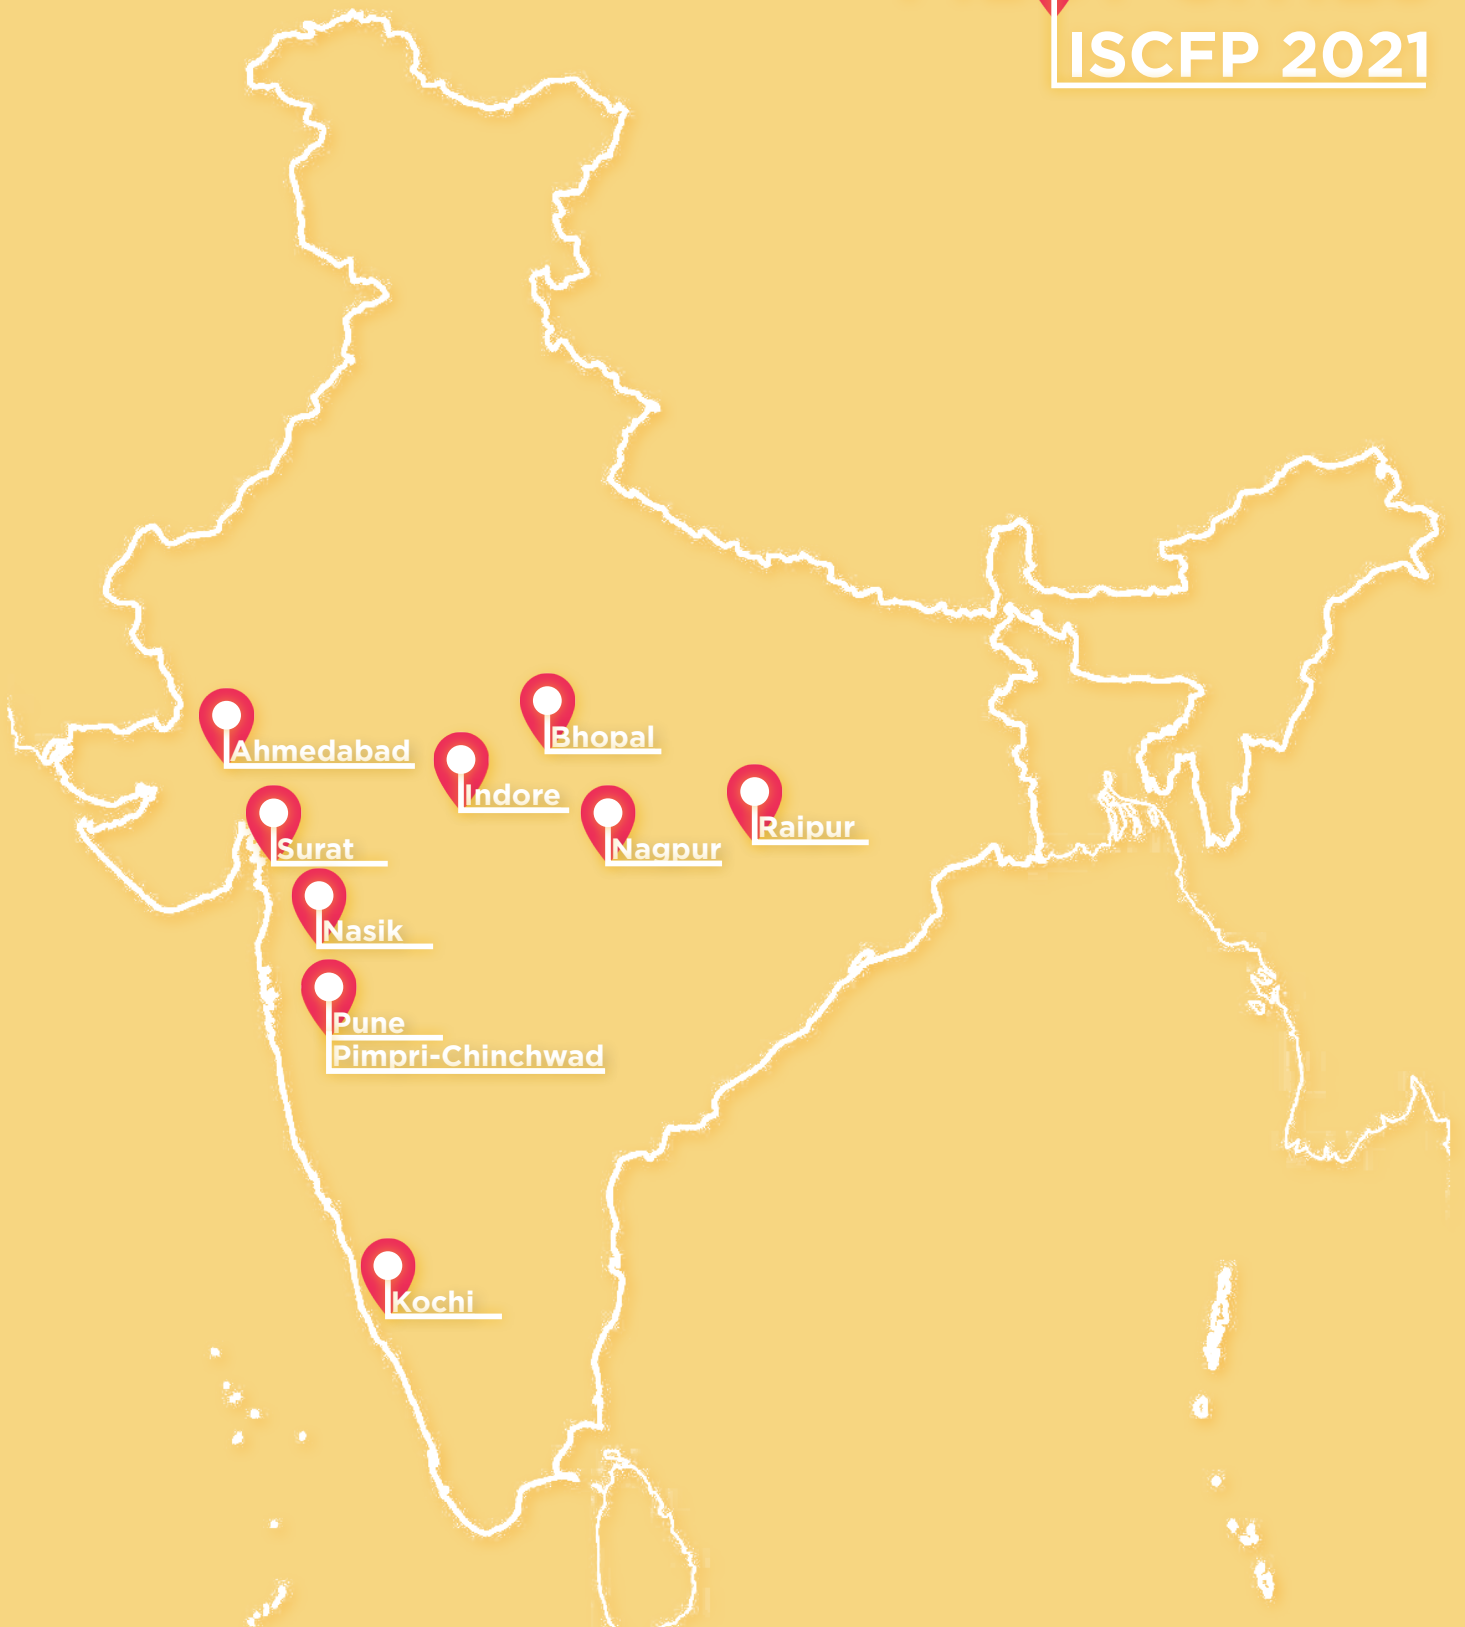 ISCFP 2021
Bhopal
Ahmedabad
Indore
Raipur
Surat
Nagpur
Nasik
Pune
Pimpri-Chinchwad
Kochi